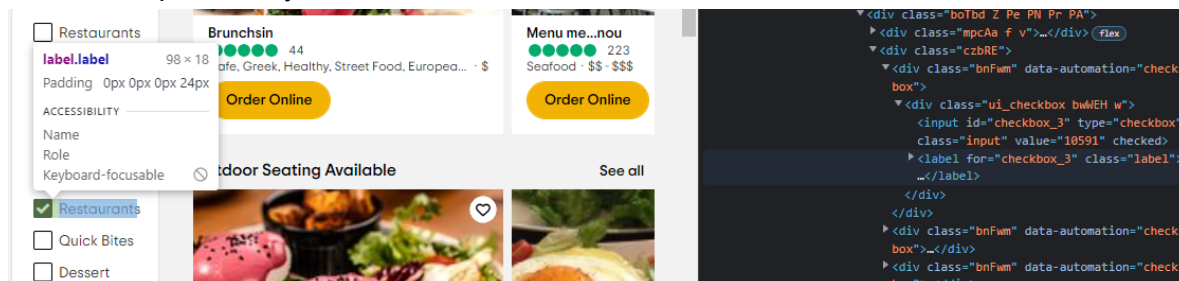 Restaurants
label.label 98 × 18
Padding 0px 0px 0px 24px
ACCESSIBILITY
Name
Role
Keyboard-focusable
Restaurants
Quick Bites
Dessert
Brunchsin
44
afe, Greek, Healthy, Street Food, Europea... · $
Order Online
Menu me...nou
223
Seafood · $$ - $$$
Order Online
tdoor Seating Available
See all
▼<div class="boTbd Z Pe PN Pr PA">
▶<div class="mpcAa f v">…</div> flex
▼<div class="czbRE">
▼<div class="bnFwm" data-automation="check
box">
▼<div class="ui_checkbox bwWEH w">
<input id="checkbox_3" type="checkbox"
class="input" value="10591" checked>
▶<label for="checkbox_3" class="label">
…</label>
</div>
</div>
▶<div class="bnFwm" data-automation="check
box">…</div>
▶<div class="bnFwm" data-automation="check